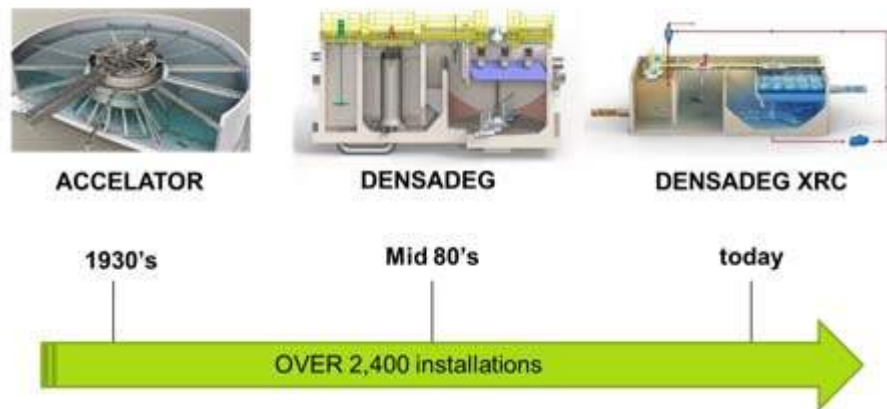 ACCELATOR
DENSADEG
DENSADEG XRC
1930's
Mid 80's
today
OVER 2,400 installations